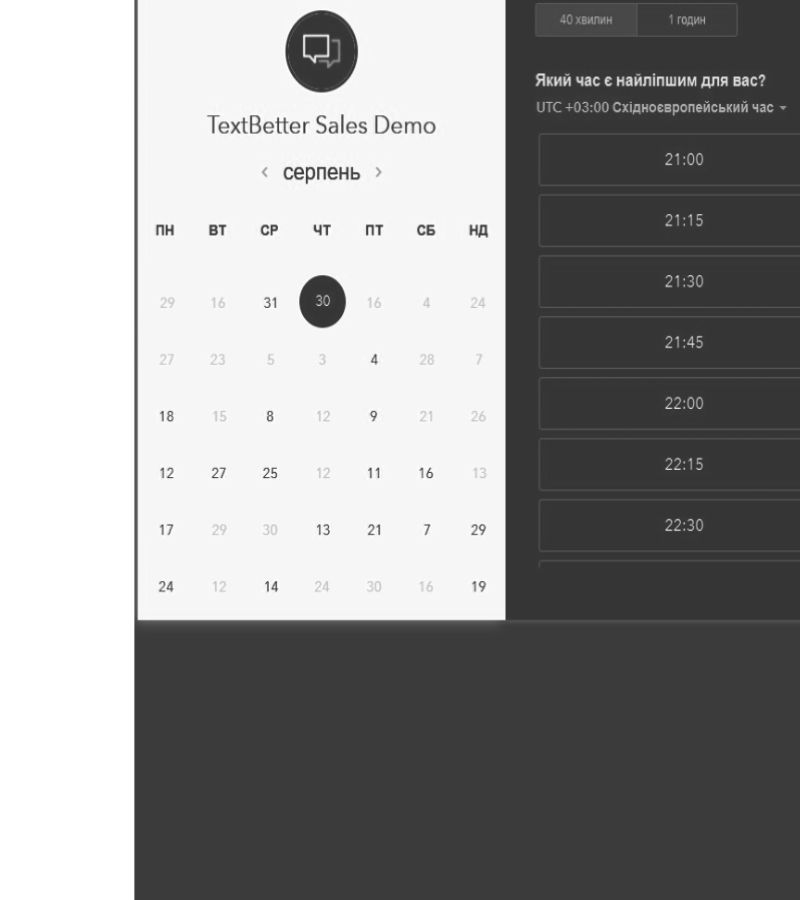 TextBetter Sales Demo
серпень
ПН ВТ СР ЧТ ПТ СБ НД
29 16 31 30 16 4 24
27 23 5 3 4 28 7
18 15 8 12 9 21 26
12 27 25 12 11 16 13
17 29 30 13 21 7 29
24 12 14 24 30 16 19
40 хвилин 1 годин
Який час є найліпшим для вас?
UTC +03:00 Східноєвропейський час
21:00
21:15
21:30
21:45
22:00
22:15
22:30